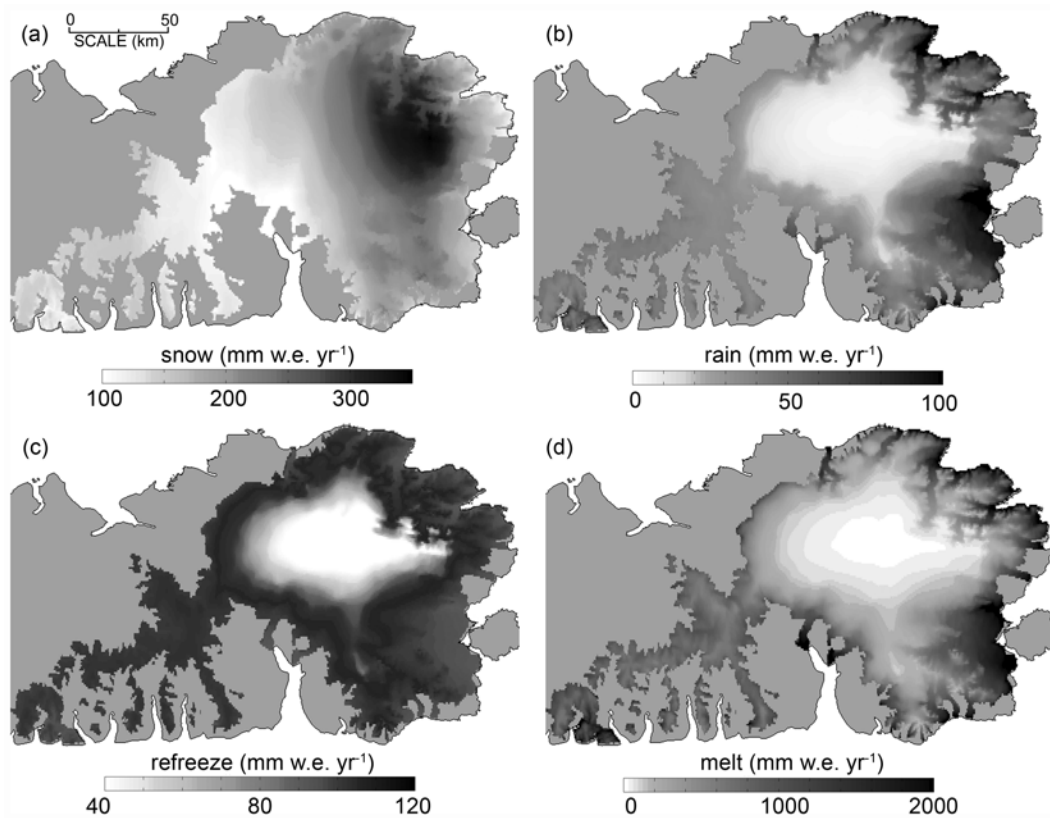 (a)
0 50
SCALE (km)
(b)
snow (mm w.e. yr⁻¹)
100 200 300
rain (mm w.e. yr⁻¹)
0 50 100
(c)
(d)
refreeze (mm w.e. yr⁻¹)
40 80 120
melt (mm w.e. yr⁻¹)
0 1000 2000